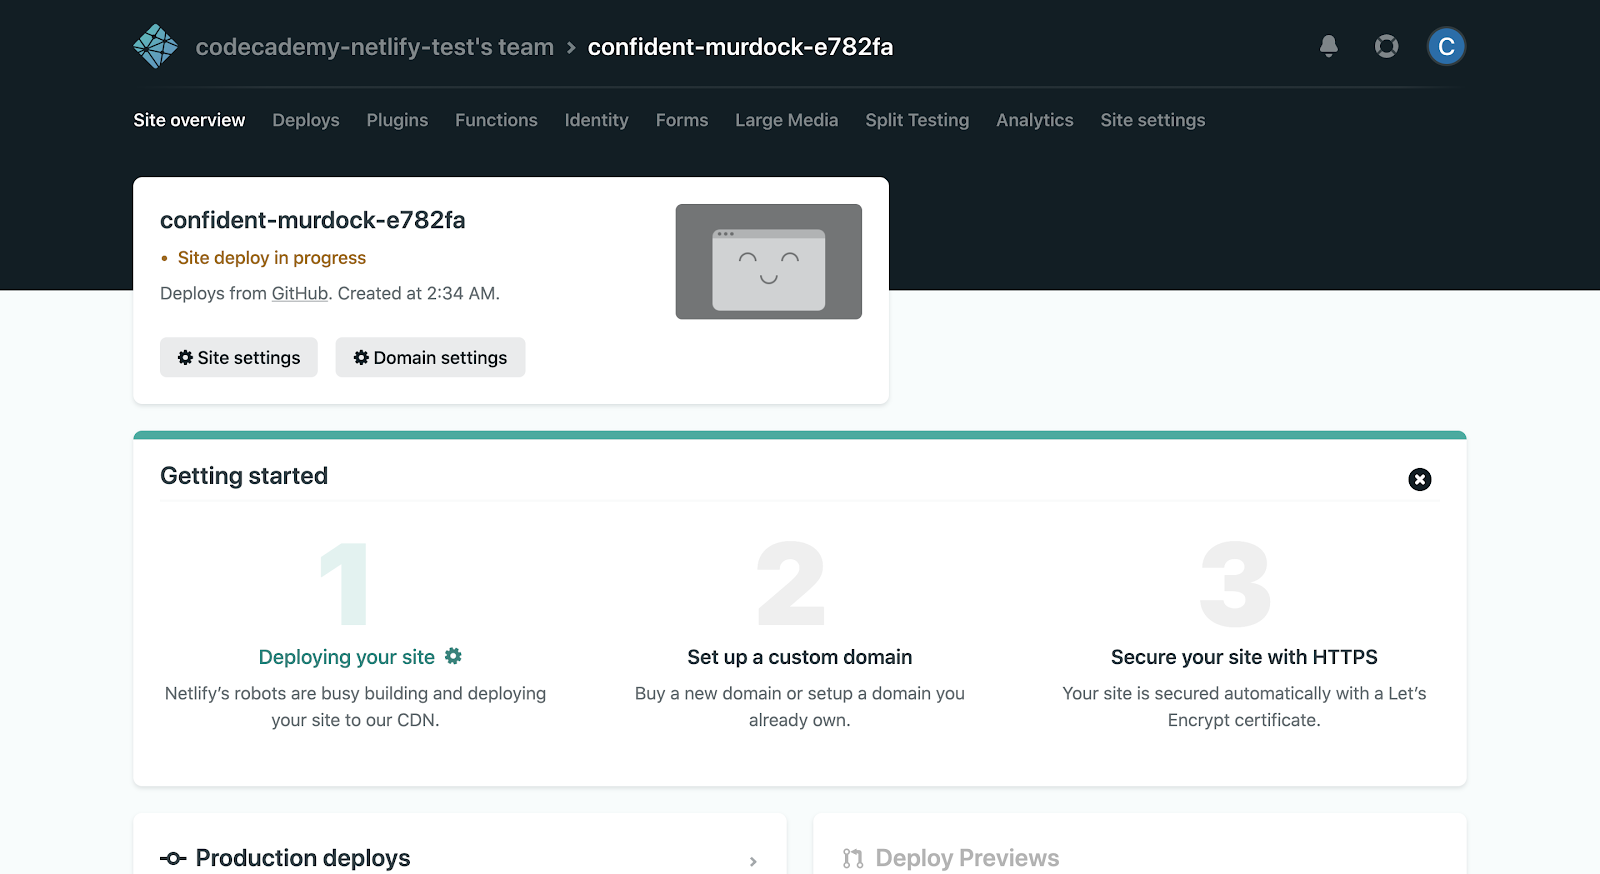 codecademy-netlify-test's team > confident-murdock-e782fa
C
Site overview Deploys Plugins Functions Identity Forms Large Media Split Testing Analytics Site settings
confident-murdock-e782fa
• Site deploy in progress
Deploys from GitHub. Created at 2:34 AM.
Site settings
Domain settings
Getting started
1
Deploying your site
Netlify’s robots are busy building and deploying
your site to our CDN.
2
Set up a custom domain
Buy a new domain or setup a domain you
already own.
3
Secure your site with HTTPS
Your site is secured automatically with a Let’s
Encrypt certificate.
Production deploys
Deploy Previews